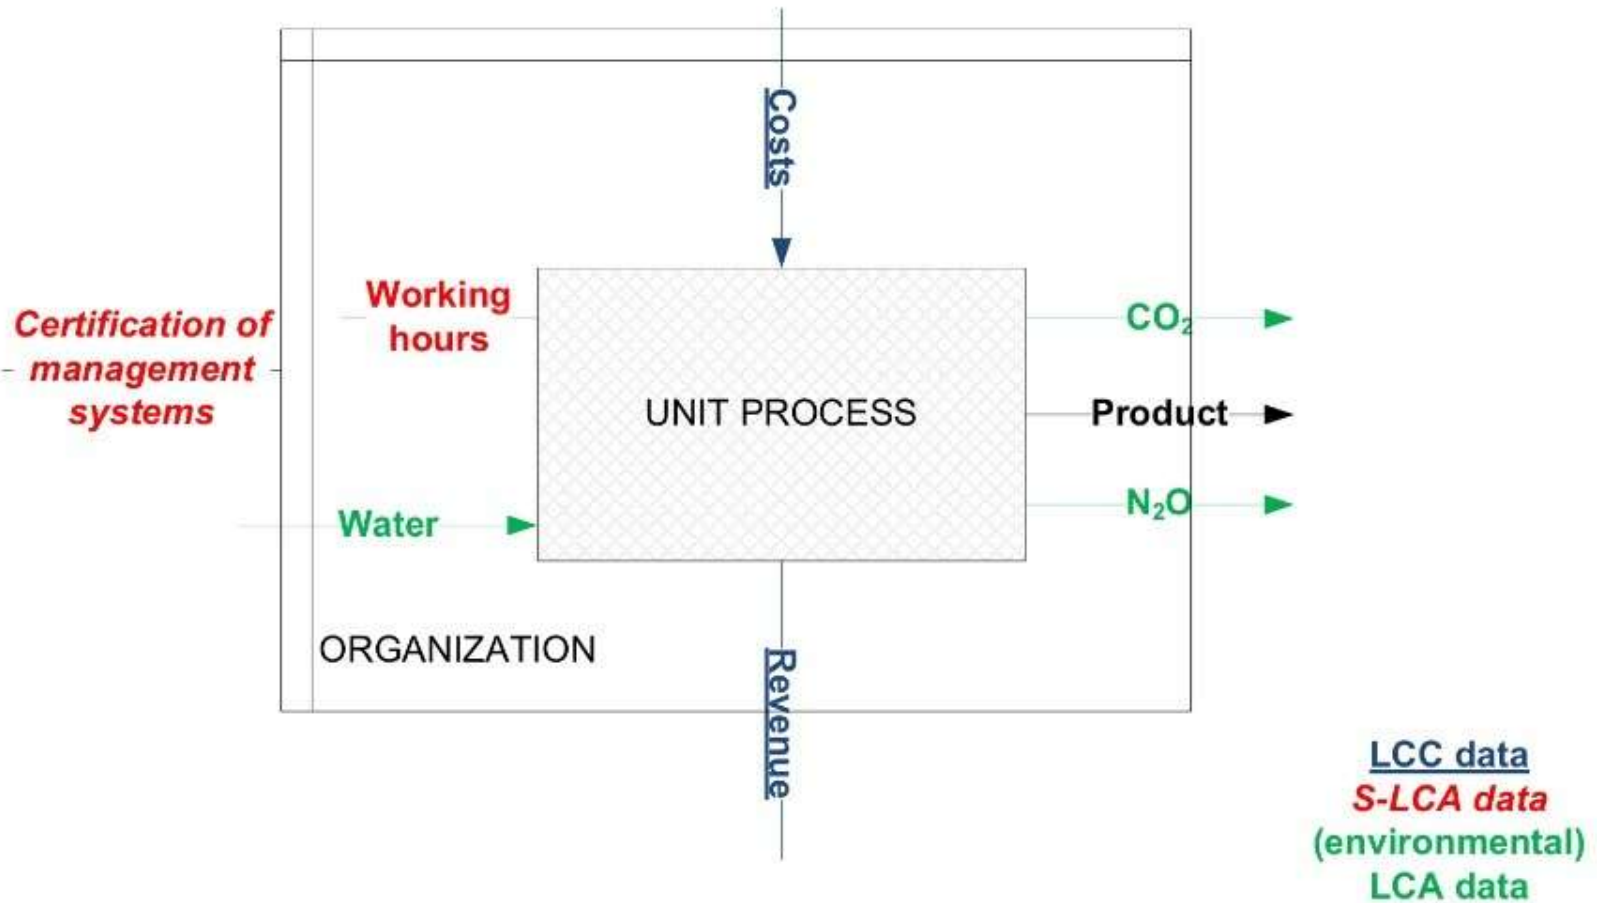 Costs
Working
hours
Certification of
management
systems
CO₂
UNIT PROCESS
Product
N₂O
Water
ORGANIZATION
Revenue
LCC data
S-LCA data
(environmental)
LCA data